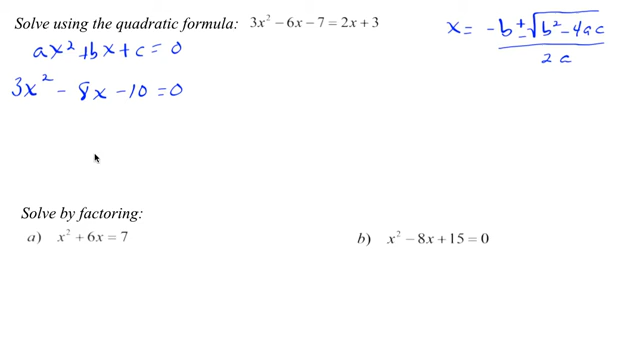 Solve using the quadratic formula: 3x² − 6x − 7 = 2x + 3
x = -b ± √b² - 4ac / 2a
ax² + bx + c = 0
3x² - 8x - 10 = 0
Solve by factoring:
a) x² + 6x = 7
b) x² − 8x + 15 = 0